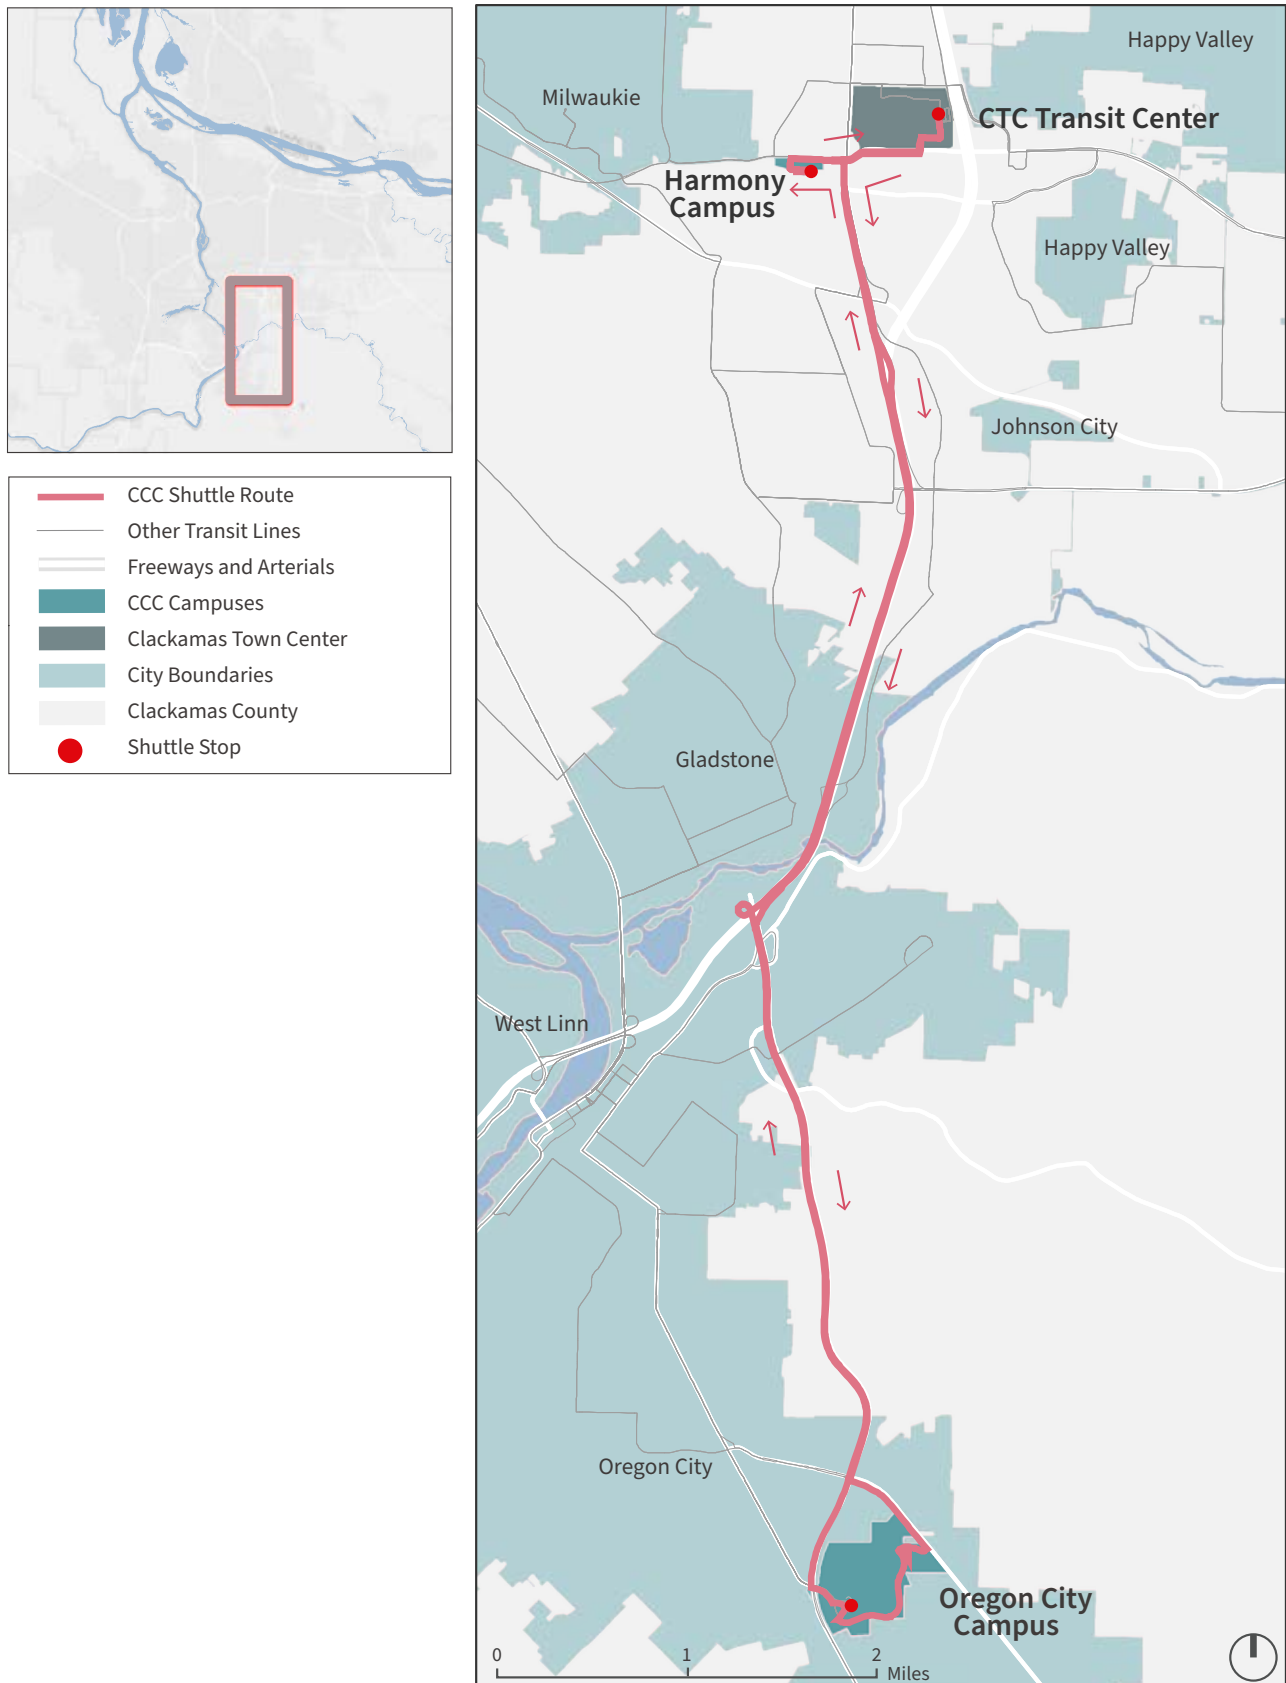 CCC Shuttle Route
Other Transit Lines
Freeways and Arterials
CCC Campuses
Clackamas Town Center
City Boundaries
Clackamas County
Shuttle Stop
Happy Valley
Milwaukie
CTC Transit Center
Harmony
Campus
Happy Valley
Johnson City
Gladstone
West Linn
Oregon City
Oregon City
Campus
0 1 2
Miles